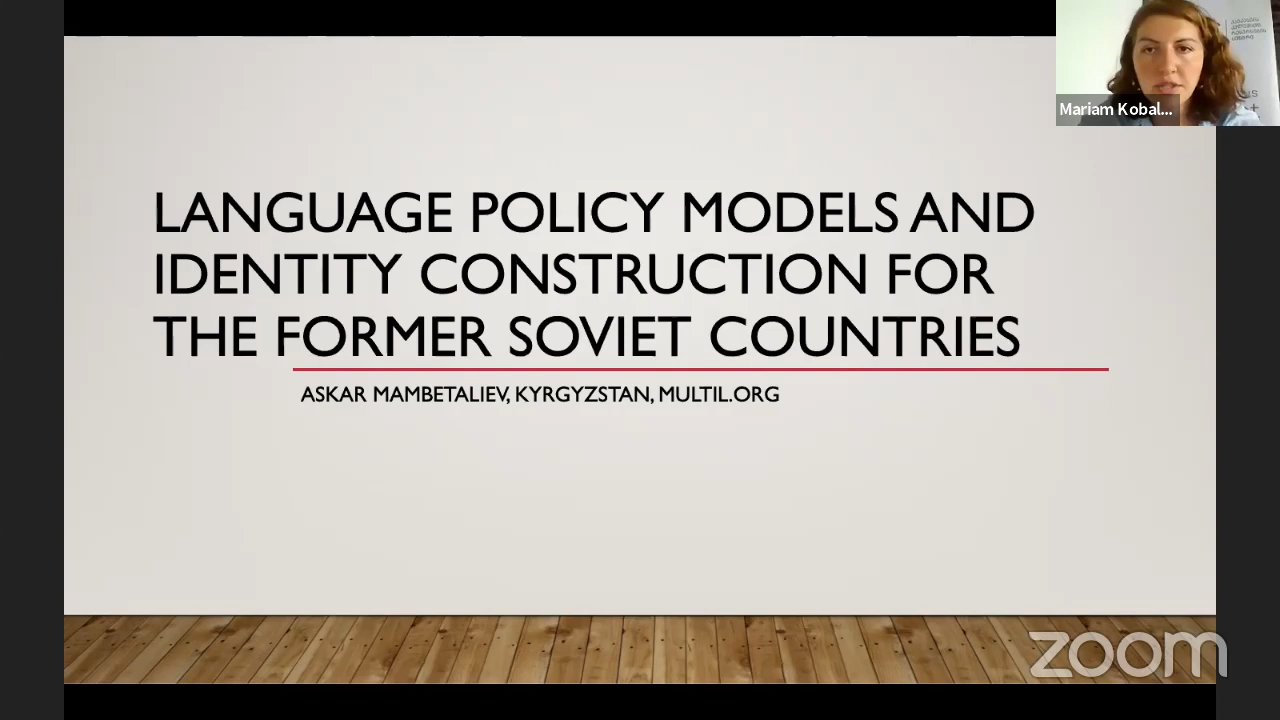 LANGUAGE POLICY MODELS AND
IDENTITY CONSTRUCTION FOR
THE FORMER SOVIET COUNTRIES
ASKAR MAMBETALIEV, KYRGYZSTAN, MULTIL.ORG
Mariam Kobal...
zoom